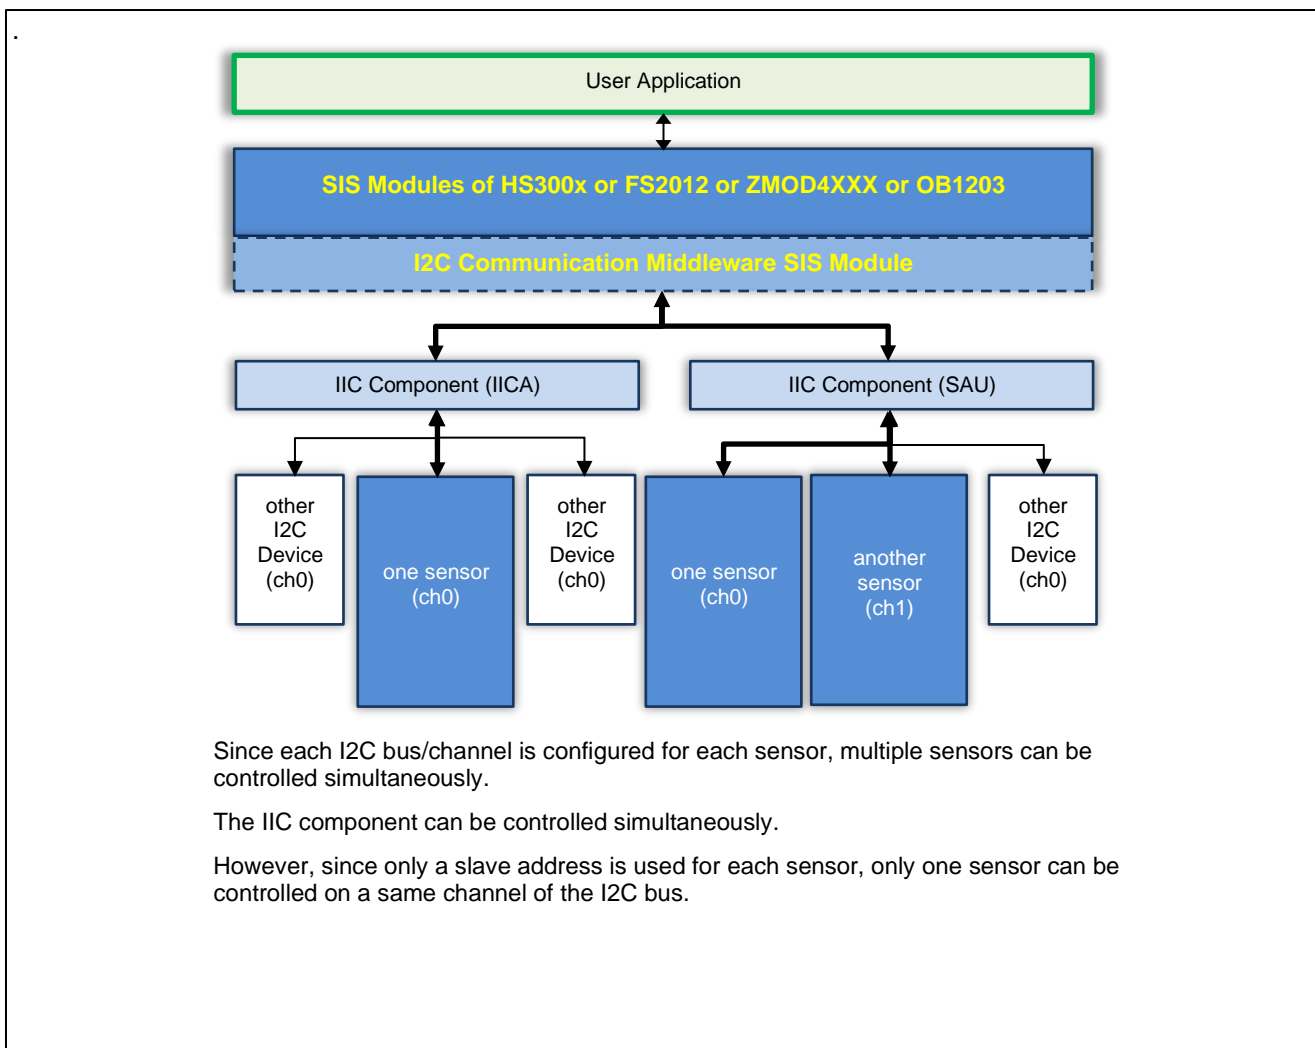 .
User Application
SIS Modules of HS300x or FS2012 or ZMOD4XXX or OB1203
I2C Communication Middleware SIS Module
IIC Component (IICA)
IIC Component (SAU)
other
I2C
Device
(ch0)
one sensor
(ch0)
other
I2C
Device
(ch0)
one sensor
(ch0)
another
sensor
(ch1)
other
I2C
Device
(ch0)
Since each I2C bus/channel is configured for each sensor, multiple sensors can be
controlled simultaneously.
The IIC component can be controlled simultaneously.
However, since only a slave address is used for each sensor, only one sensor can be
controlled on a same channel of the I2C bus.